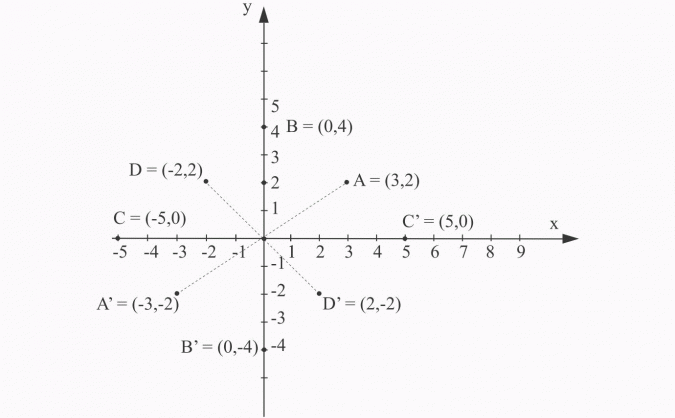 y
5
4 B = (0,4)
3
D = (-2,2)
2
A = (3,2)
1
C = (-5,0)
C' = (5,0)
x
-5 -4 -3 -2 -1 1 2 3 4 5 6 7 8 9
-1
-2
A' = (-3,-2)
D' = (2,-2)
-3
B' = (0,-4) -4